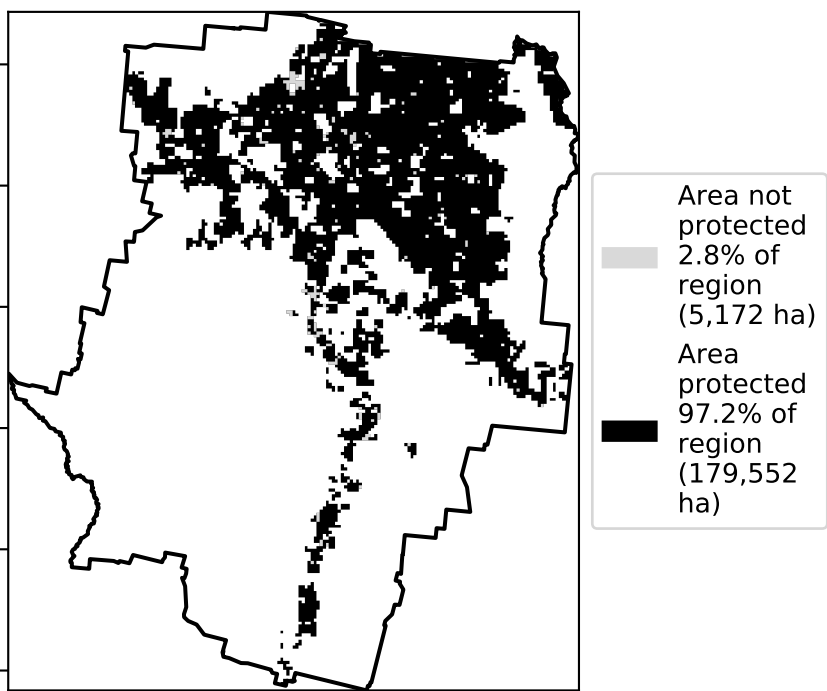 Area not
protected
2.8% of
region
(5,172 ha)
Area
protected
97.2% of
region
(179,552
ha)